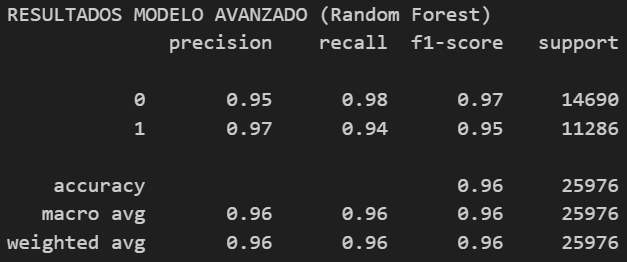 RESULTADOS MODELO AVANZADO (Random Forest)
precision recall f1-score support
0 0.95 0.98 0.97 14690
1 0.97 0.94 0.95 11286
accuracy 0.96 25976
macro avg 0.96 0.96 0.96 25976
weighted avg 0.96 0.96 0.96 25976